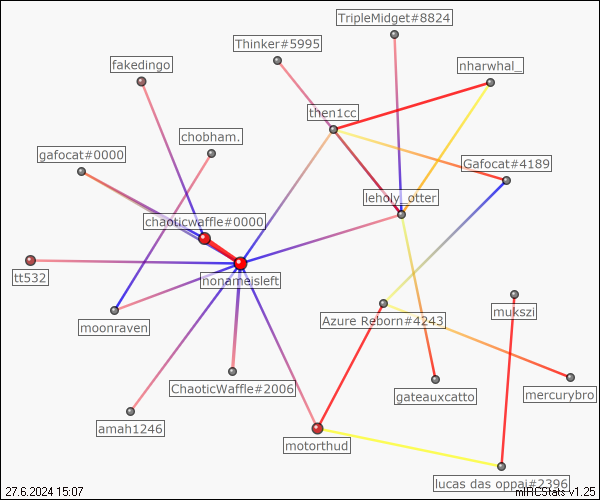 TripleMidget#8824
Thinker#5995
fakedingo
nharwhal_
then1cc
chobham.
gafocat#0000
Gafocat#4189
leholy_otter
chaoticwaffle#0000
tt532
nonameisleft
mukszi
Azure Reborn#4243
moonraven
ChaoticWaffle#2006
gateauxcatto
mercurybro
amah1246
motorthud
lucas das oppai#2396
27.6.2024 15:07
mIRCStats v1.25